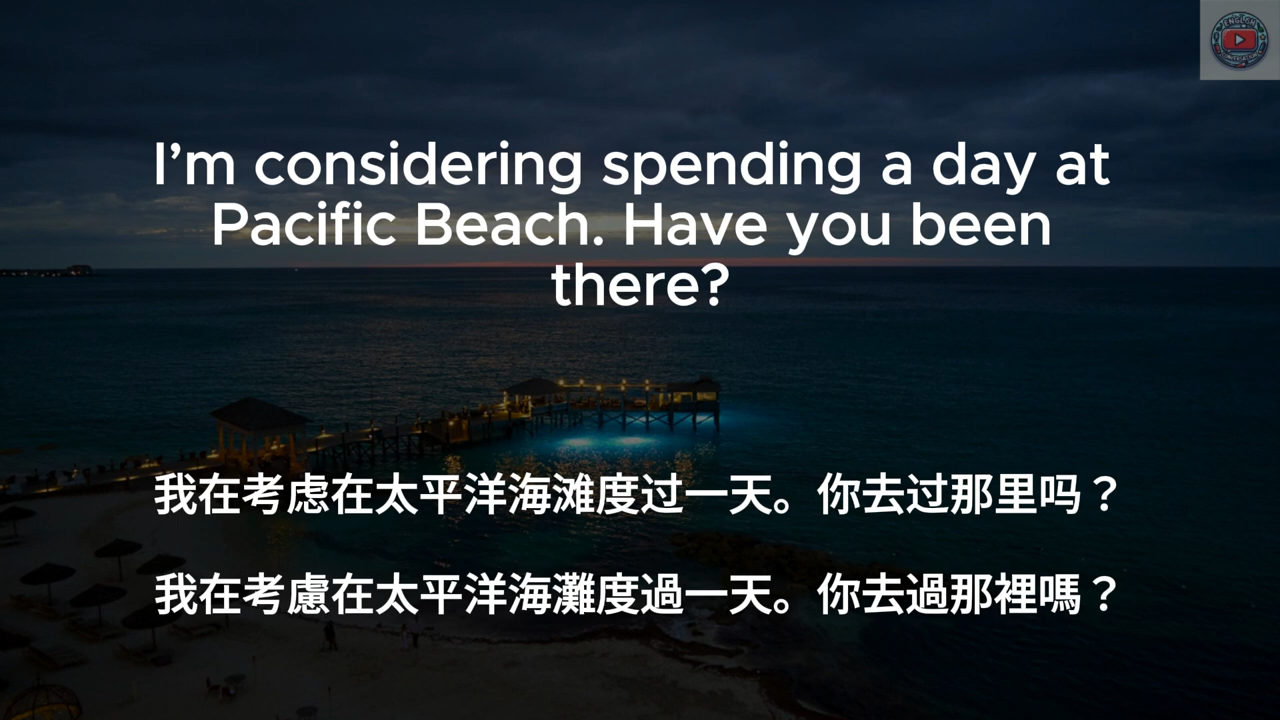 I’m considering spending a day at
Pacific Beach. Have you been
there?
我在考虑在太平洋海滩度过一天。你去过那里吗？
我在考慮在太平洋海灘度過一天。你去過那裡嗎？